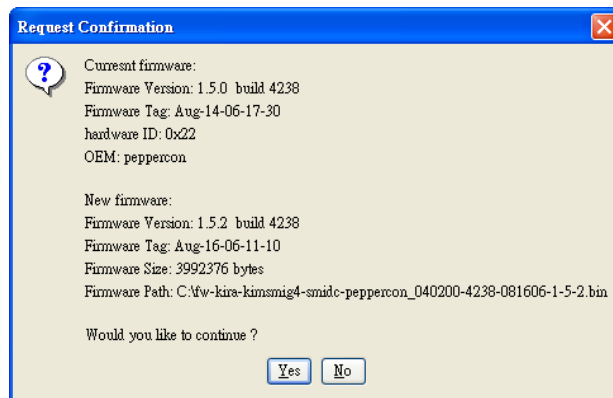 Request Confirmation
?
Curresnt firmware:
Firmware Version: 1.5.0 build 4238
Firmware Tag: Aug-14-06-17-30
hardware ID: 0x22
OEM: peppercon
New firmware:
Firmware Version: 1.5.2 build 4238
Firmware Tag: Aug-16-06-11-10
Firmware Size: 3992376 bytes
Firmware Path: C:\fw-kira-kimsmig4-smidc-peppercon_040200-4238-081606-1-5-2.bin
Would you like to continue ?
Yes No